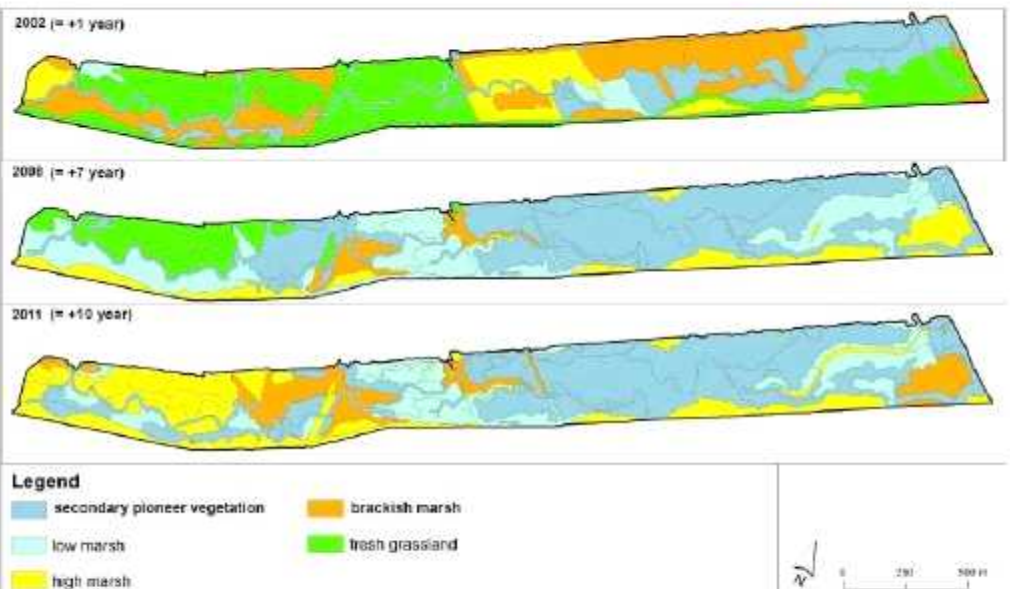 2002 (= +1 year)
2008 (= +7 year)
2011 (= +10 year)
Legend
secondary pioneer vegetation
brackish marsh
low marsh
fresh grassland
high marsh
N
0 250 500 m